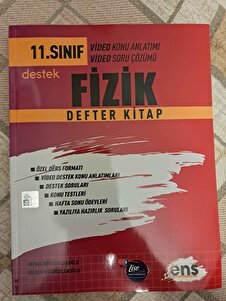 11.SINIF
destek
VİDEO KONU ANLATIMI
VİDEO SORU ÇÖZÜMÜ
FİZİK
DEFTER KİTAP
• ÖZEL DERS FORMATI
• VİDEO DESTEK KONU ANLATIMLARI
• DESTEK SORULARI
• KONU TESTLERİ
• HAFTA SONU ÖDEVLERİ
• YAZILIYA HAZIRLIK SORULARI
ens